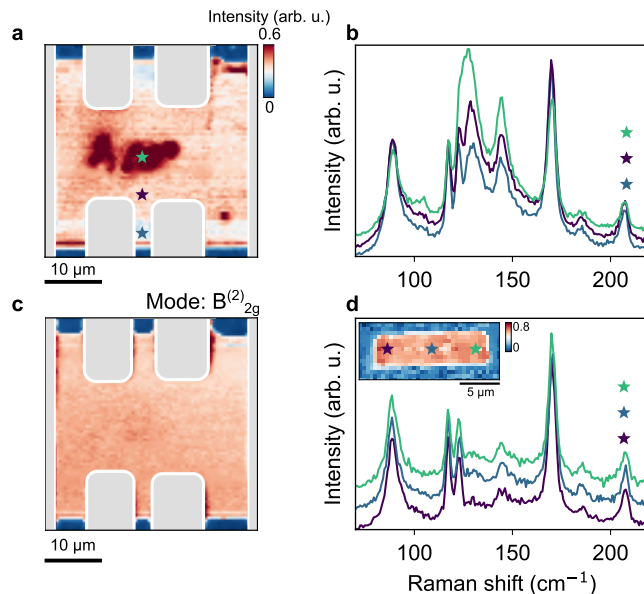 Intensity (arb. u.)
a
0.6
0
10 µm
b
Intensity (arb. u.)
100
150
200
c
Mode: B⁽²⁾₂g
10 µm
d
0.8
0
5 µm
Intensity (arb. u.)
100
150
200
Raman shift (cm⁻¹)